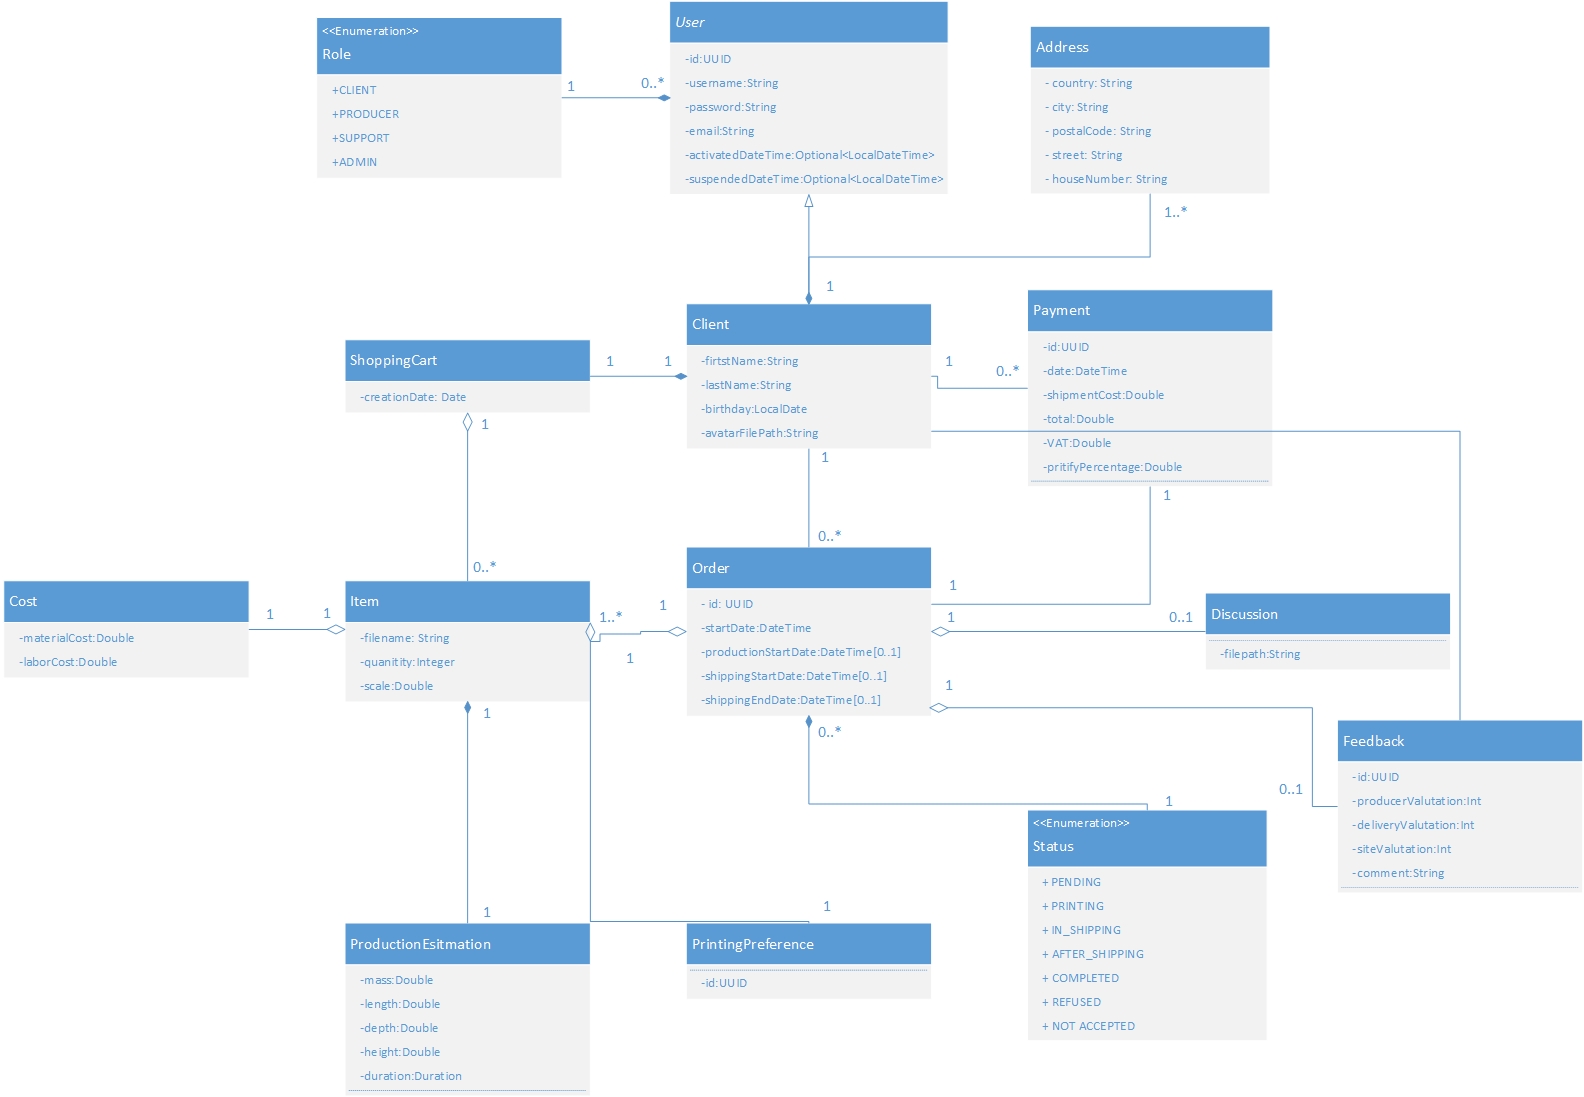 <<Enumeration>>
Role
+CLIENT
+PRODUCER
+SUPPORT
+ADMIN
1
0..*
User
-id:UUID
-username:String
-password:String
-email:String
-activatedDateTime:Optional<LocalDateTime>
-suspendedDateTime:Optional<LocalDateTime>
Address
- country: String
- city: String
- postalCode: String
- street: String
- houseNumber: String
1..*
1
ShoppingCart
-creationDate: Date
1
1
1
0..*
Client
-firtstName:String
-lastName:String
-birthday:LocalDate
-avatarFilePath:String
1
0..*
1
0..*
Payment
-id:UUID
-date:DateTime
-shipmentCost:Double
-total:Double
-VAT:Double
-pritifyPercentage:Double
1
Cost
-materialCost:Double
-laborCost:Double
1
1
Item
-filename: String
-quanitity:Integer
-scale:Double
1..*
1
1
1
1
Order
- id: UUID
-startDate:DateTime
-productionStartDate:DateTime[0..1]
-shippingStartDate:DateTime[0..1]
-shippingEndDate:DateTime[0..1]
1
1
0..1
1
0..*
Discussion
-filepath:String
0..1
Feedback
-id:UUID
-producerValutation:Int
-deliveryValutation:Int
-siteValutation:Int
-comment:String
1
<<Enumeration>>
Status
+ PENDING
+ PRINTING
+ IN_SHIPPING
+ AFTER_SHIPPING
+ COMPLETED
+ REFUSED
+ NOT ACCEPTED
ProductionEsitmation
-mass:Double
-length:Double
-depth:Double
-height:Double
-duration:Duration
1
PrintingPreference
-id:UUID